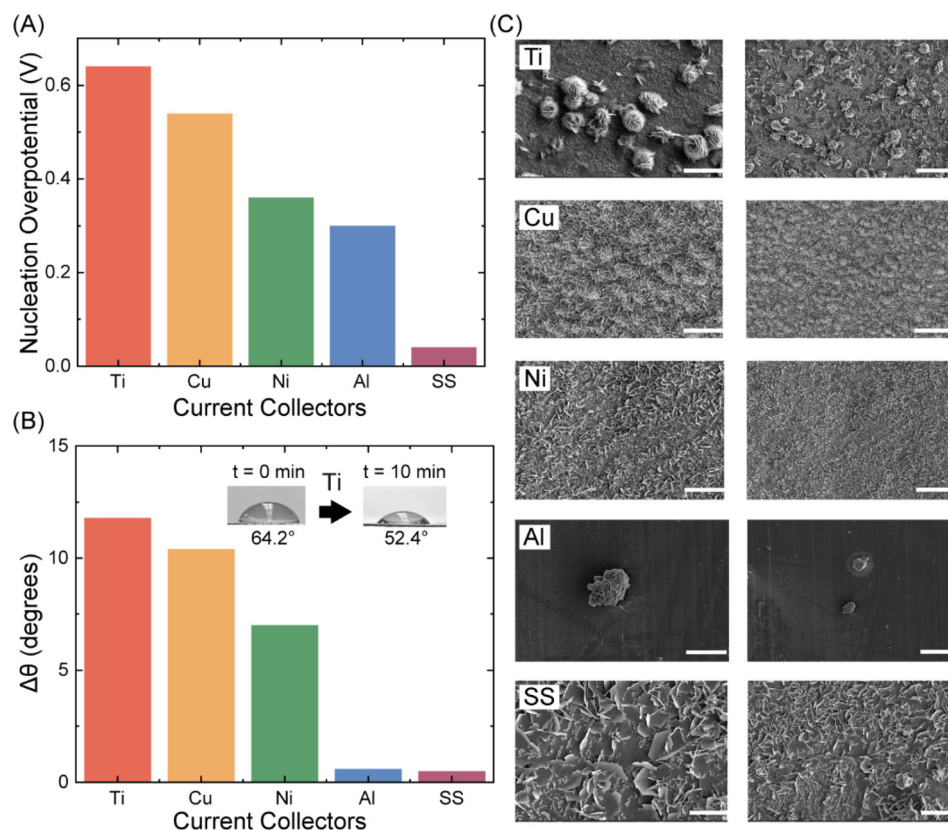 (A)
Nucleation Overpotential (V)
0.6
0.4
0.2
0.0
Ti Cu Ni Al SS
Current Collectors
(B)
Δθ (degrees)
15
10
5
0
t = 0 min
Ti
t = 10 min
64.2°
52.4°
Ti Cu Ni Al SS
Current Collectors
(C)
Ti
Cu
Ni
Al
SS